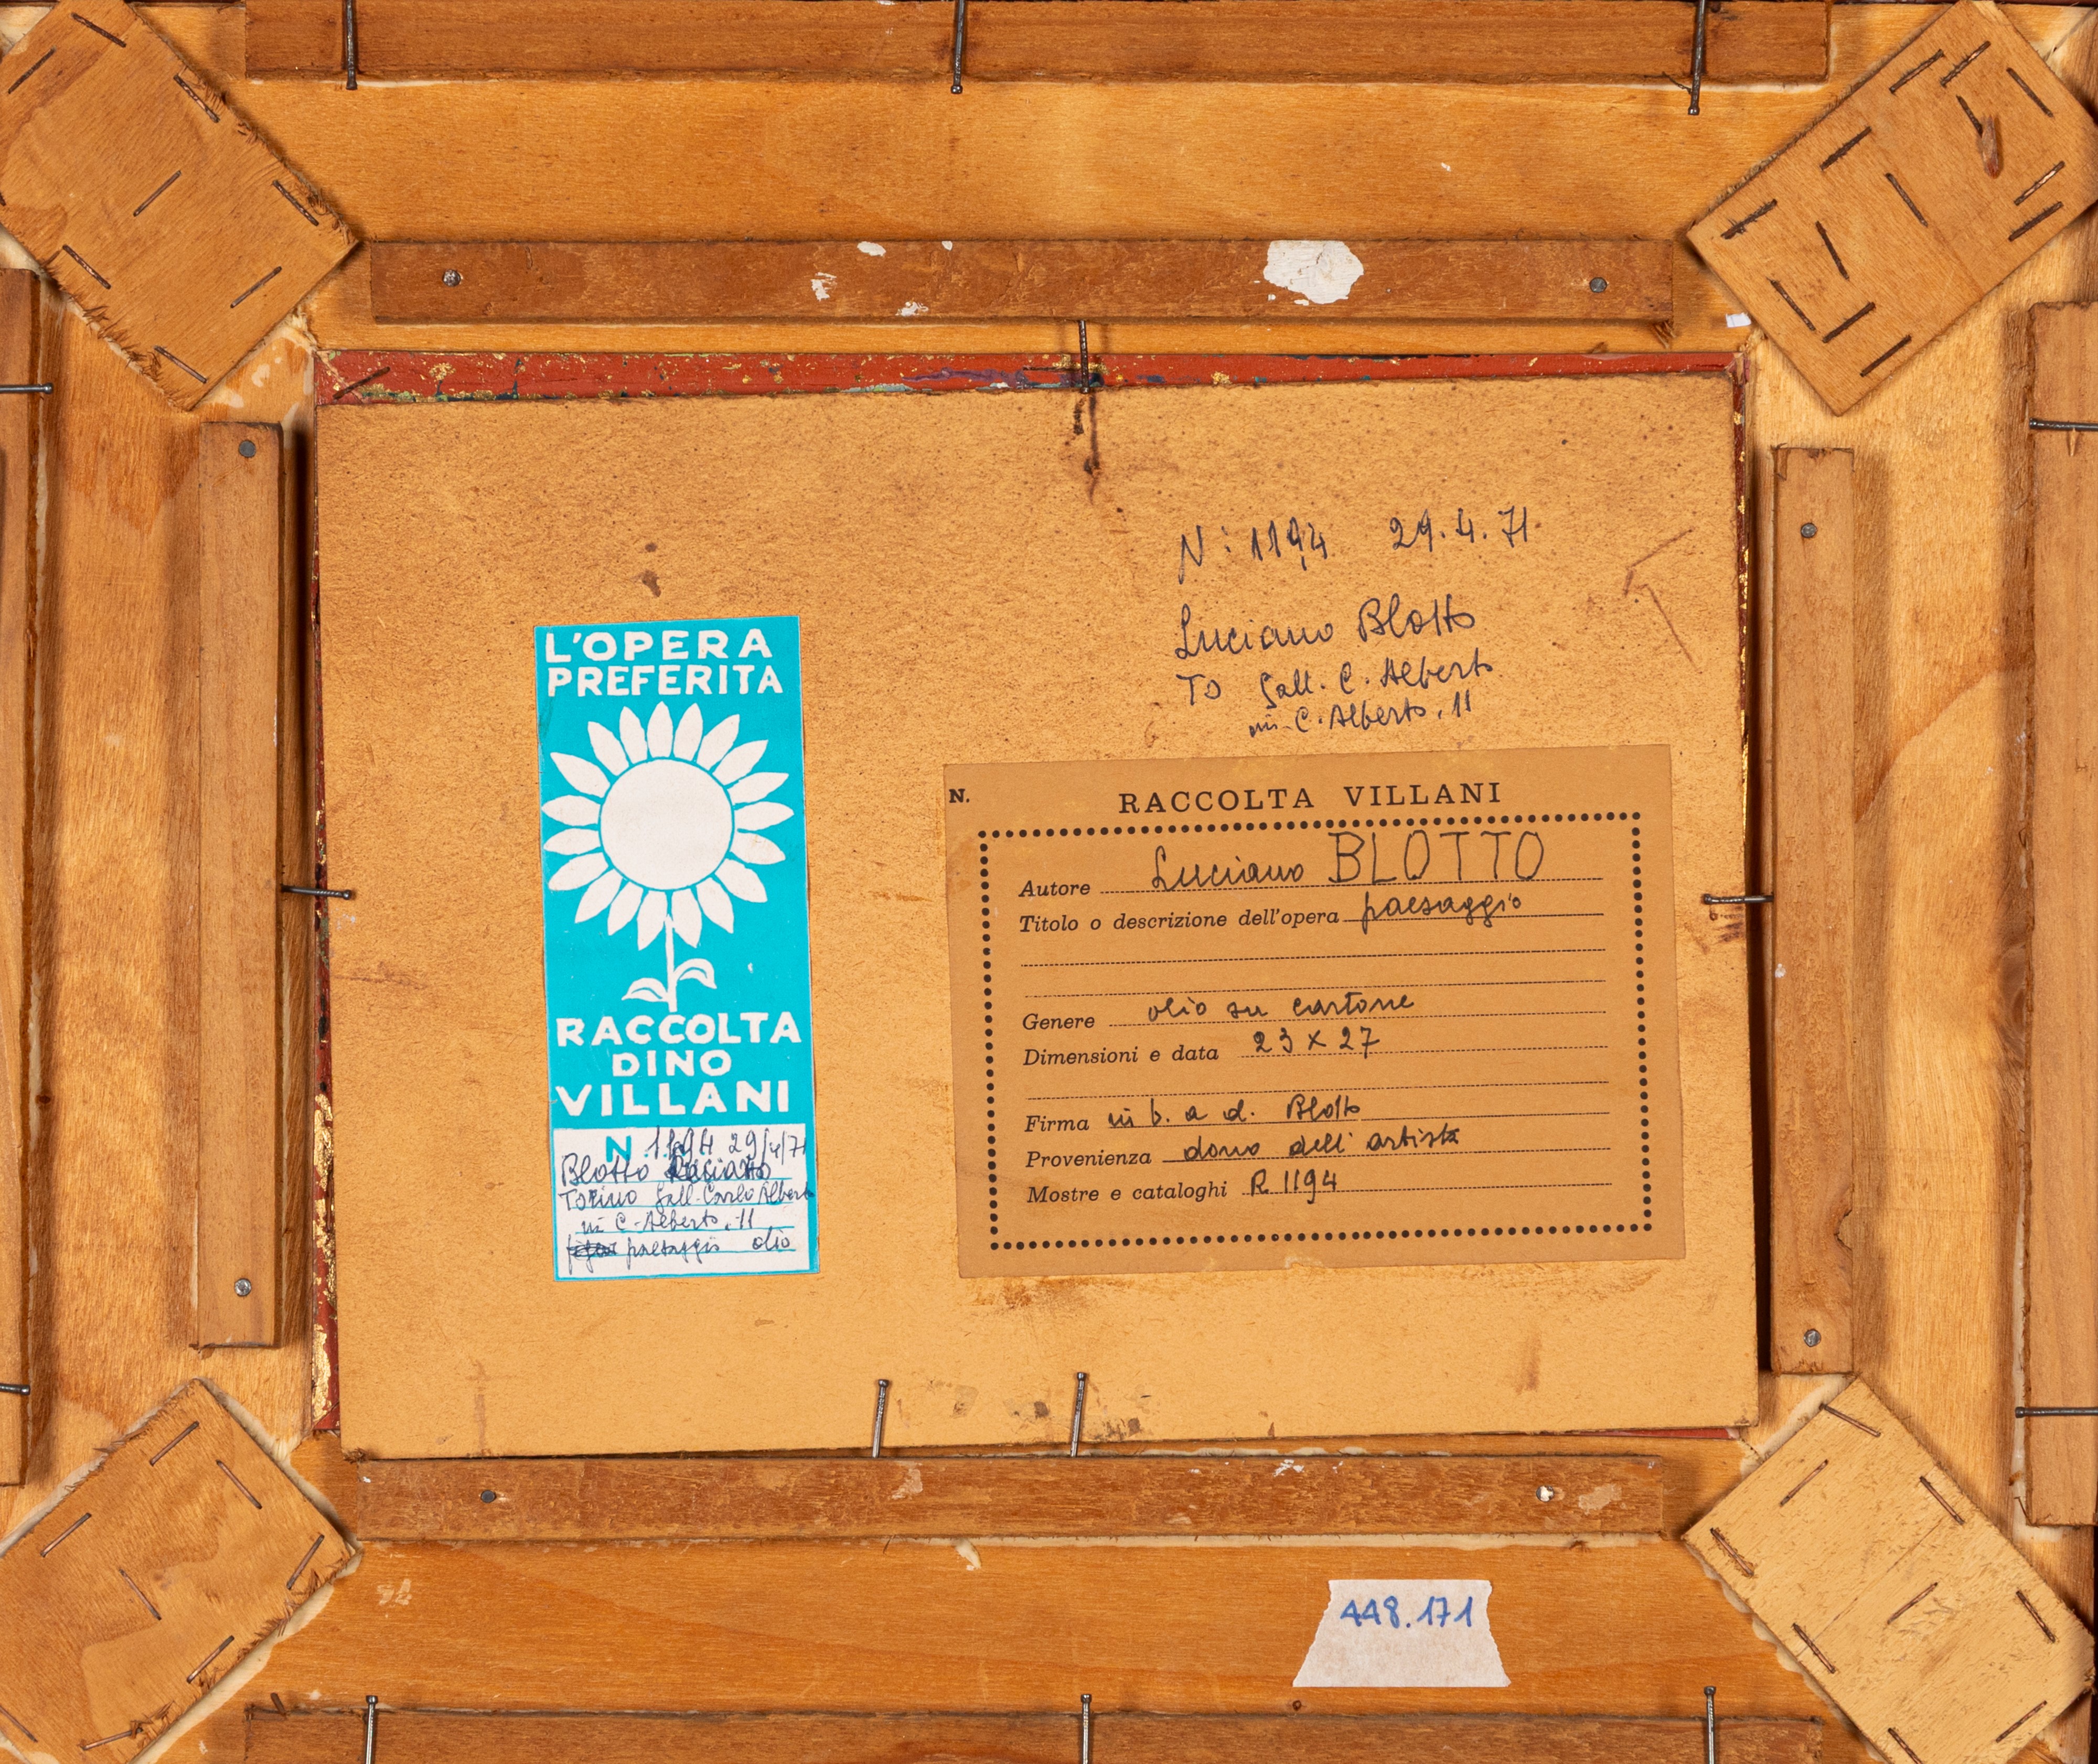 N: 1194 29.4.71
Luciano Blotto
TO Gall. C. Alberto
via C. Alberto, 11
L'OPERA
PREFERITA
RACCOLTA
DINO
VILLANI
N 1194 29/4/71
Blotto Luciano
Torino Gall. Carlo Alberto
via C. Alberto, 11
paesaggio olio
N.
RACCOLTA VILLANI
Autore Luciano BLOTTO
Titolo o descrizione dell'opera paesaggio
Genere olio su cartone
Dimensioni e data 23 x 27
Firma in b. a d. Blotto
Provenienza dono dell'artista
Mostre e cataloghi R 1194
448.171